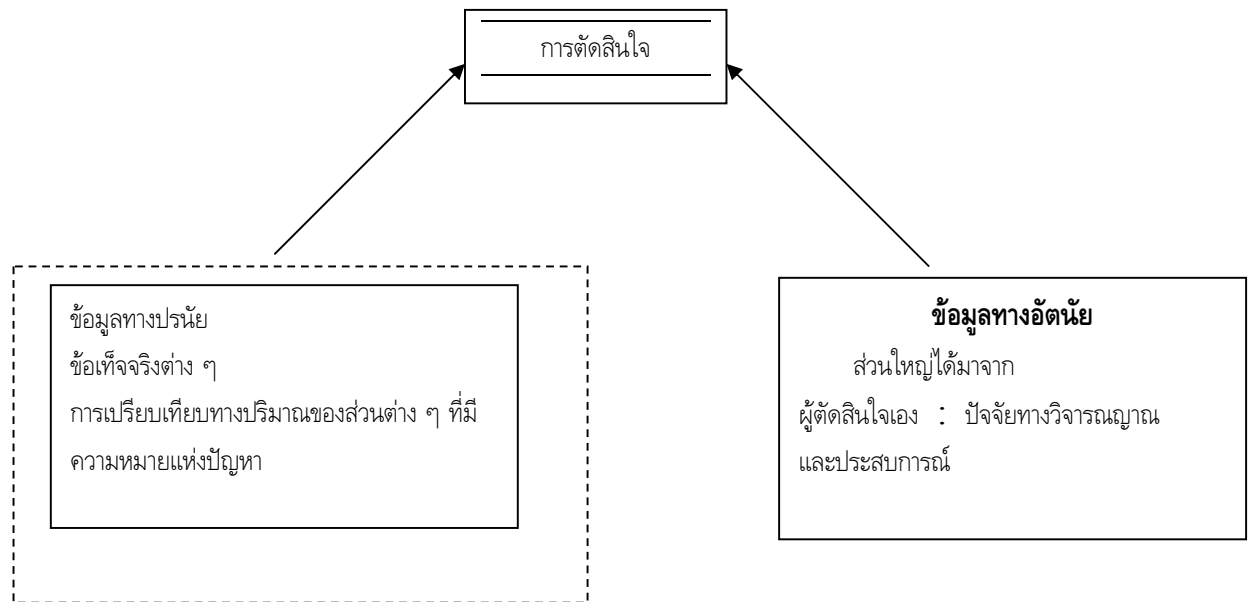 การตัดสินใจ
ข้อมูลทางปรนัย
ข้อเท็จจริงต่าง ๆ
การเปรียบเทียบทางปริมาณของส่วนต่าง ๆ ที่มี
ความหมายแห่งปัญหา
ข้อมูลทางอัตนัย
ส่วนใหญ่ได้มาจาก
ผู้ตัดสินใจเอง : ปัจจัยทางวิจารณญาณ
และประสบการณ์